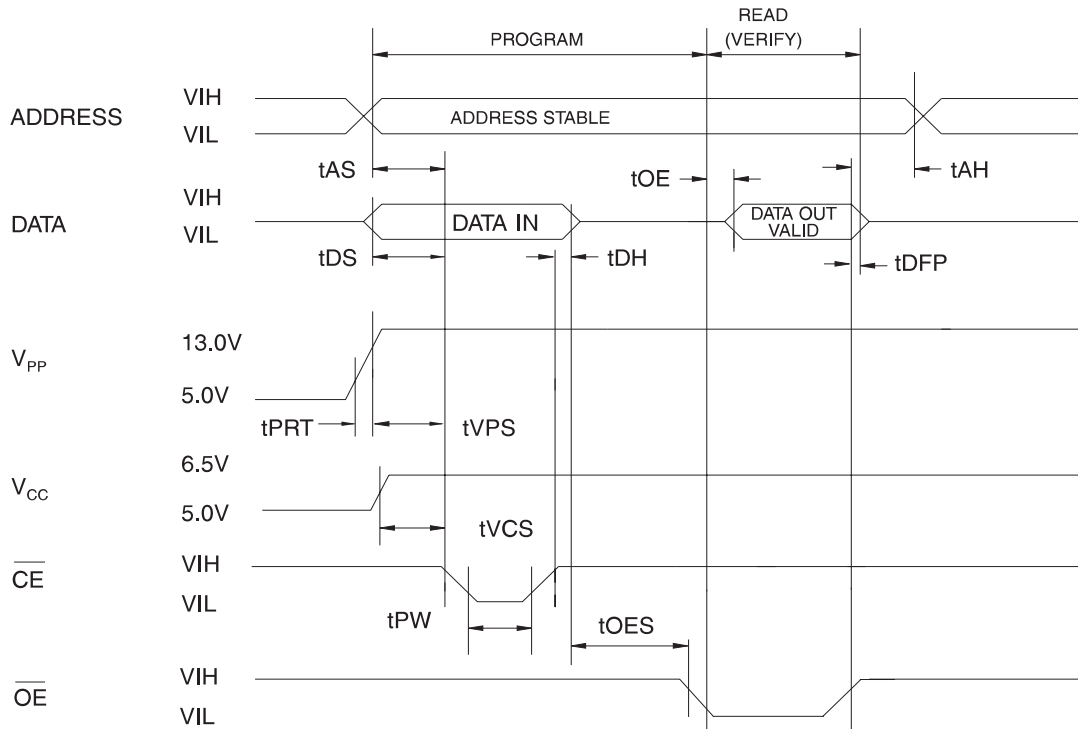 READ
PROGRAM (VERIFY)
ADDRESS VIH
VIL ADDRESS STABLE
tAS tOE tAH
DATA VIH
VIL DATA IN DATA OUT
VALID
tDS tDH tDFP
VPP 13.0V
5.0V
tPRT tVPS
VCC 6.5V
5.0V
tVCS
CE VIH
VIL
tPW tOES
OE VIH
VIL